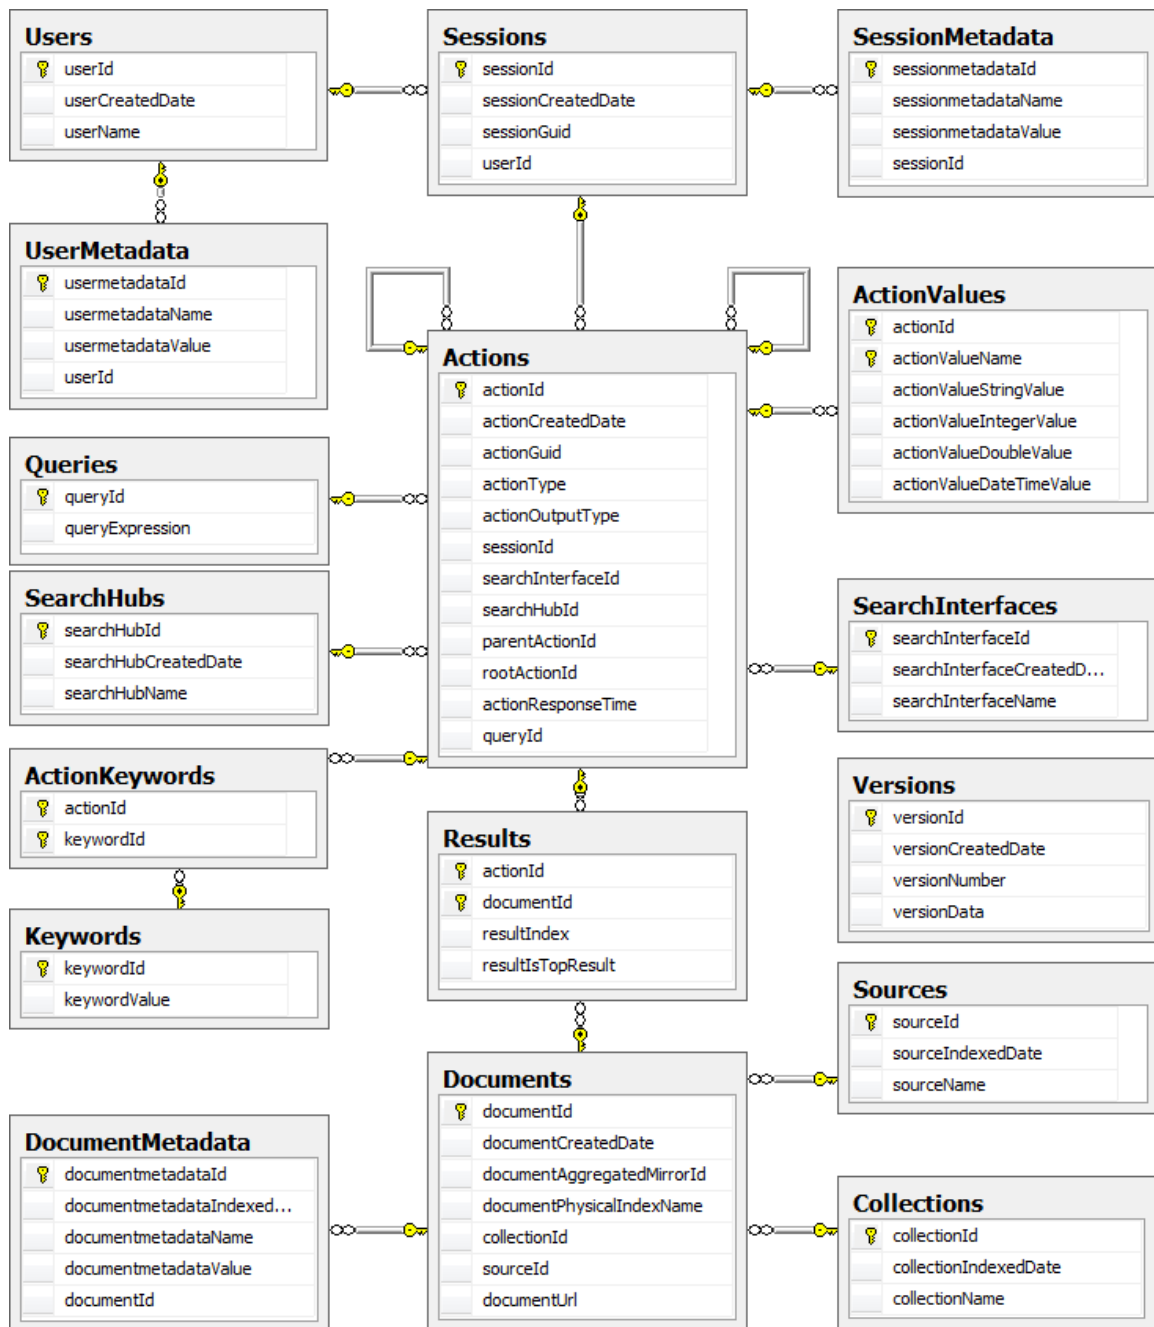 Users
userId
userCreatedDate
userName
Sessions
sessionId
sessionCreatedDate
sessionGuid
userId
SessionMetadata
sessionmetadataId
sessionmetadataName
sessionmetadataValue
sessionId
UserMetadata
usermetadataId
usermetadataName
usermetadataValue
userId
Actions
actionId
actionCreatedDate
actionGuid
actionType
actionOutputType
sessionId
searchInterfaceId
searchHubId
parentActionId
rootActionId
actionResponseTime
queryId
ActionValues
actionId
actionValueName
actionValueStringValue
actionValueIntegerValue
actionValueDoubleValue
actionValueDateTimeValue
Queries
queryId
queryExpression
SearchHubs
searchHubId
searchHubCreatedDate
searchHubName
SearchInterfaces
searchInterfaceId
searchInterfaceCreatedD...
searchInterfaceName
ActionKeywords
actionId
keywordId
Keywords
keywordId
keywordValue
Results
actionId
documentId
resultIndex
resultIsTopResult
Versions
versionId
versionCreatedDate
versionNumber
versionData
Sources
sourceId
sourceIndexedDate
sourceName
DocumentMetadata
documentmetadataId
documentmetadataIndexed...
documentmetadataName
documentmetadataValue
documentId
Documents
documentId
documentCreatedDate
documentAggregatedMirrorId
documentPhysicalIndexName
collectionId
sourceId
documentUrl
Collections
collectionId
collectionIndexedDate
collectionName